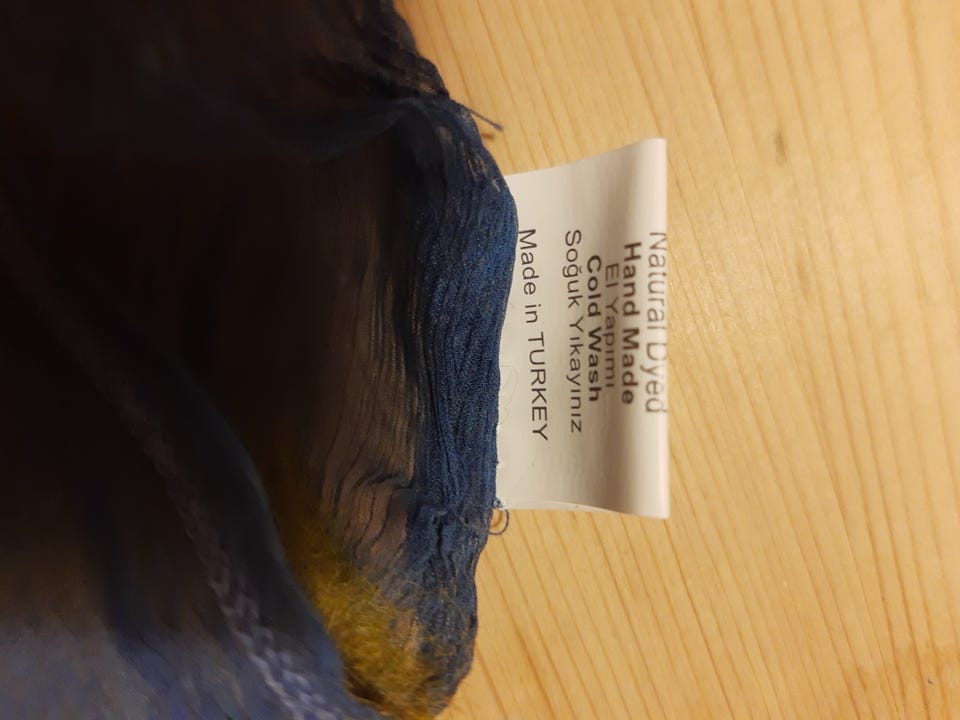 Natural Dyed
Hand Made
El Yapımı
Cold Wash
Soğuk Yıkayınız
Made in TURKEY